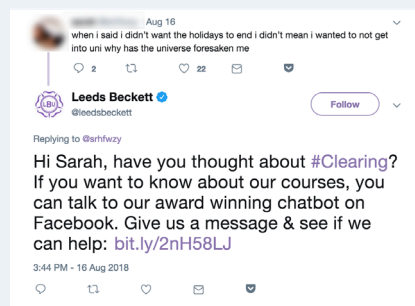 Aug 16
when i said i didn't want the holidays to end i didn't mean i wanted to not get
into uni why has the universe foresaken me
2
22
LBU
Leeds Beckett
@leedsbeckett
Follow
Replying to @srhfwzy
Hi Sarah, have you thought about #Clearing?
If you want to know about our courses, you
can talk to our award winning chatbot on
Facebook. Give us a message & see if we
can help: bit.ly/2nH58LJ
3:44 PM - 16 Aug 2018